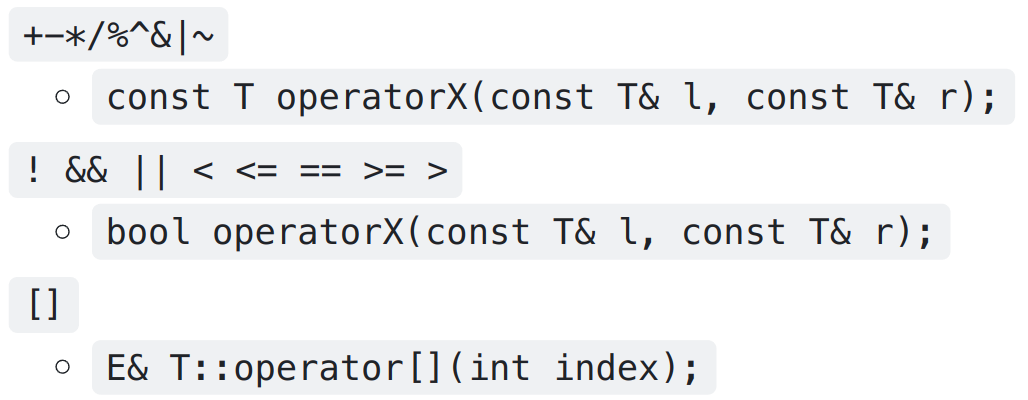 +-*/%^&|~
○ const T operatorX(const T& l, const T& r);
! && || < <= == >= >
○ bool operatorX(const T& l, const T& r);
[]
○ E& T::operator[](int index);